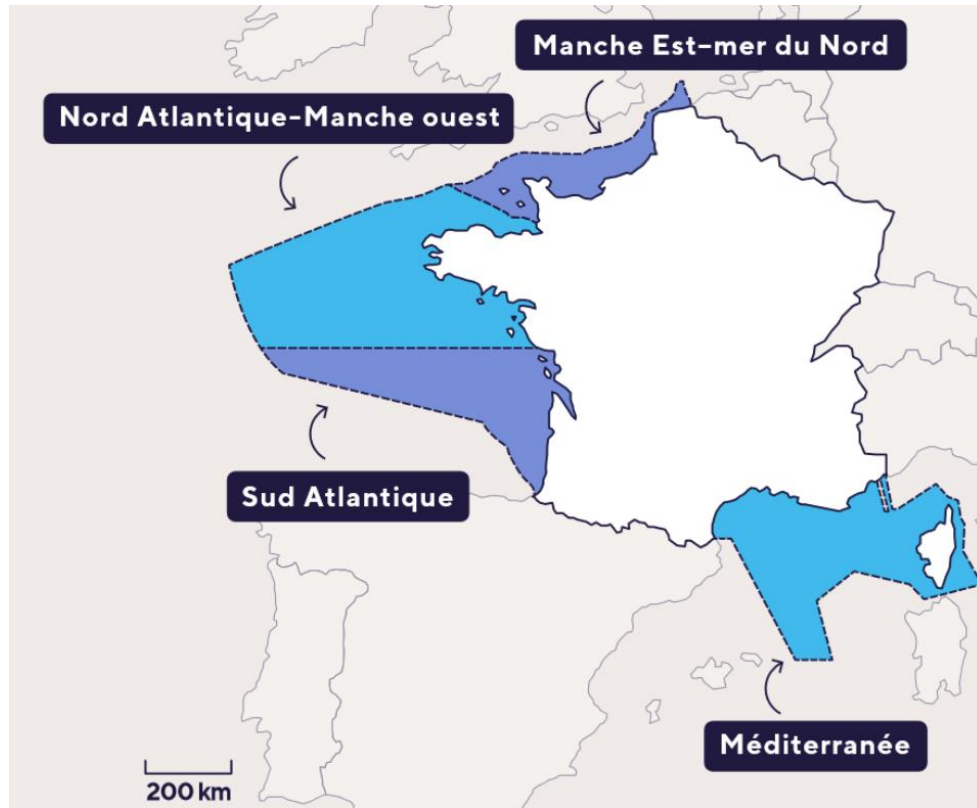 Manche Est–mer du Nord
Nord Atlantique-Manche ouest
Sud Atlantique
Méditerranée
200 km